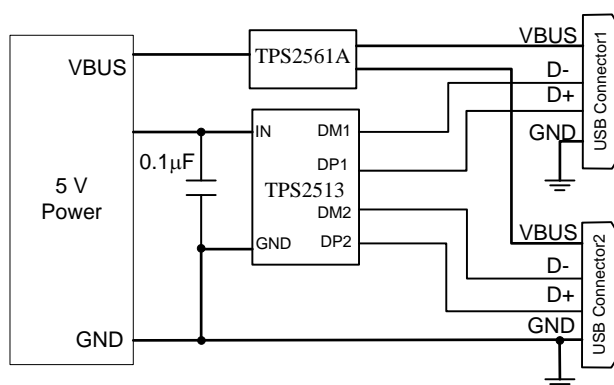 VBUS
TPS2561A
VBUS
D-
D+
GND
USB Connector1
IN
DM1
0.1µF
DP1
5 V
Power
TPS2513
DM2
GND
DP2
VBUS
D-
D+
GND
USB Connector2
GND